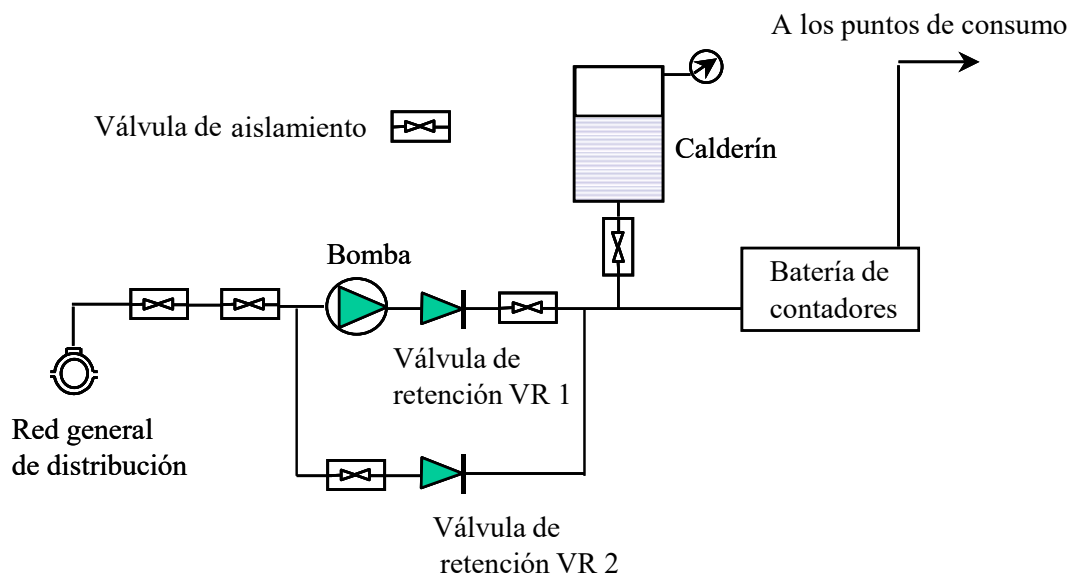 A los puntos de consumo
Válvula de aislamiento
Calderín
Bomba
Batería de
contadores
Válvula de
retención VR 1
Red general
de distribución
Válvula de
retención VR 2